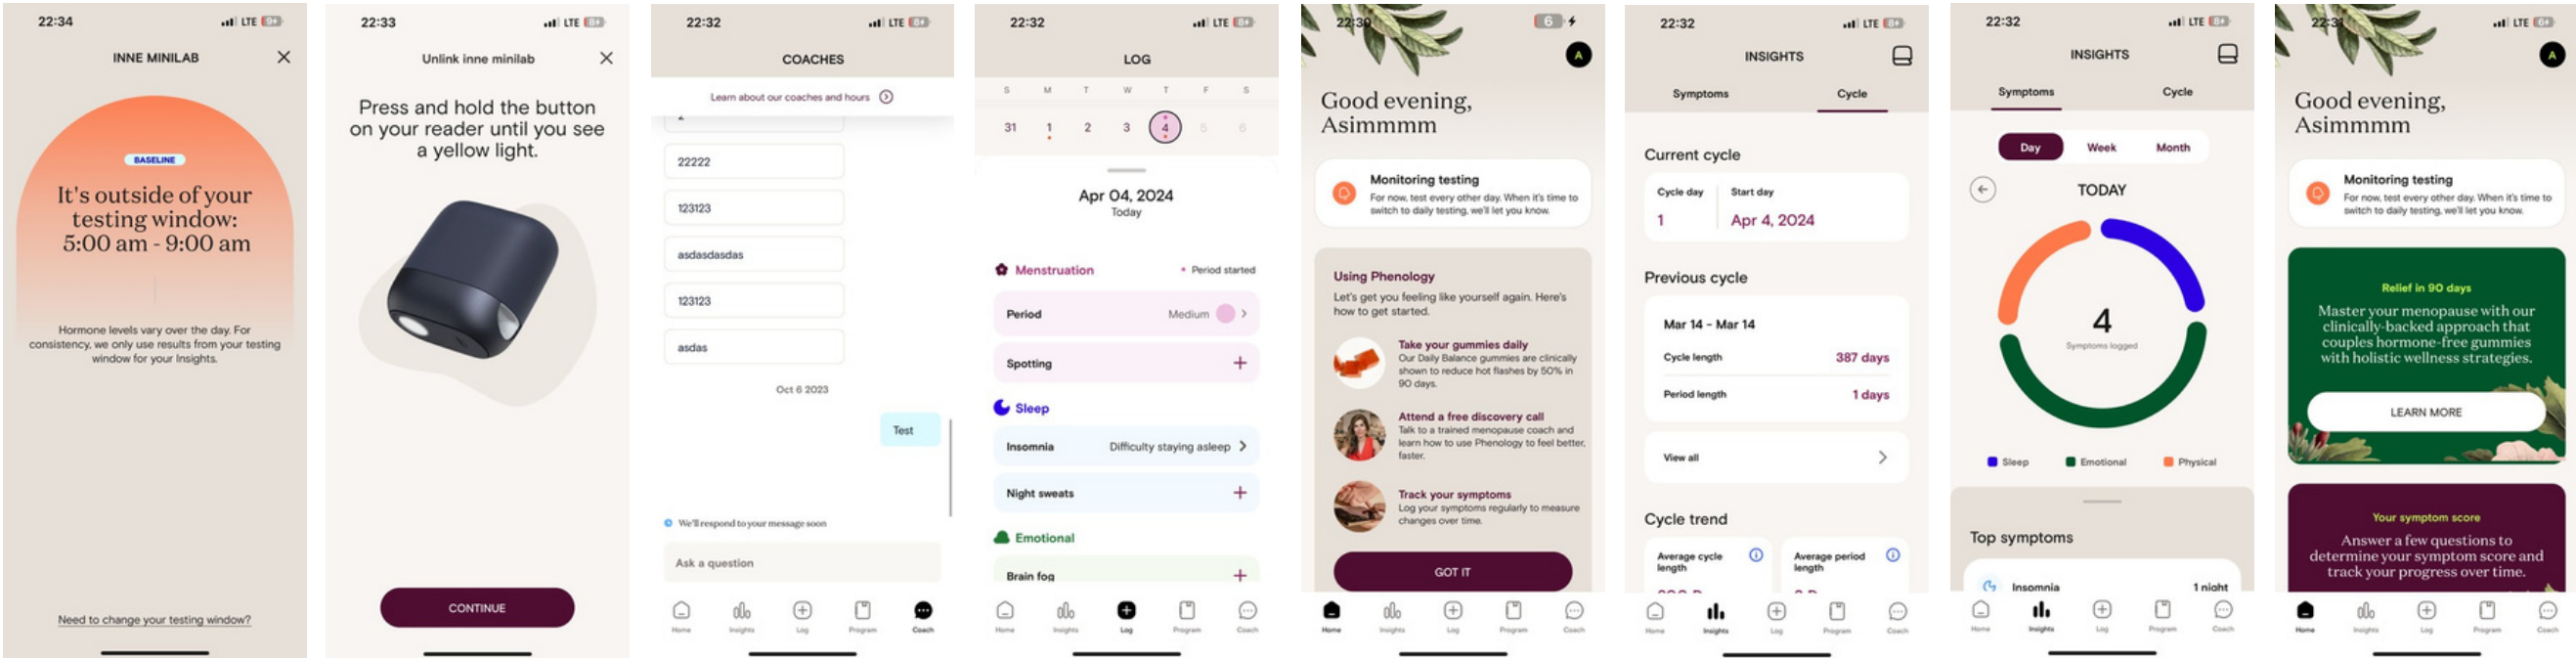 22:34
LTE 9+
INNE MINILAB
BASELINE
It's outside of your
testing window:
5:00 am - 9:00 am
Hormone levels vary over the day. For
consistency, we only use results from your testing
window for your Insights.
Need to change your testing window?
22:33
LTE 8+
Unlink inne minilab
Press and hold the button
on your reader until you see
a yellow light.
CONTINUE
22:32
LTE 8+
COACHES
Learn about our coaches and hours
22222
123123
asdasdasdas
123123
asdas
Oct 6 2023
Test
We'll respond to your message soon
Ask a question
Home Insights Log Program Coach
22:32
LTE 8+
LOG
S M T W T F S
31 1 2 3 4 5 6
Apr 04, 2024
Today
Menstruation
Period started
Period Medium
Spotting
Sleep
Insomnia Difficulty staying asleep
Night sweats
Emotional
Brain fog
Home Insights Log Program Coach
22:30
6
A
Good evening,
Asimmmm
Monitoring testing
For now, test every other day. When it's time to
switch to daily testing, we'll let you know.
Using Phenology
Let's get you feeling like yourself again. Here's
how to get started.
Take your gummies daily
Our Daily Balance gummies are clinically
shown to reduce hot flashes by 50% in
90 days.
Attend a free discovery call
Talk to a trained menopause coach and
learn how to use Phenology to feel better,
faster.
Track your symptoms
Log your symptoms regularly to measure
changes over time.
GOT IT
Home Insights Log Program Coach
22:32
LTE 8+
INSIGHTS
Symptoms Cycle
Current cycle
Cycle day Start day
1 Apr 4, 2024
Previous cycle
Mar 14 - Mar 14
Cycle length 387 days
Period length 1 days
View all
Cycle trend
Average cycle
length
Average period
length
Home Insights Log Program Coach
22:32
LTE 8+
INSIGHTS
Symptoms Cycle
Day Week Month
TODAY
4
Symptoms logged
Sleep Emotional Physical
Top symptoms
Insomnia 1 night
Home Insights Log Program Coach
22:31
LTE 6+
A
Good evening,
Asimmmm
Monitoring testing
For now, test every other day. When it's time to
switch to daily testing, we'll let you know.
Relief in 90 days
Master your menopause with our
clinically-backed approach that
couples hormone-free gummies
with holistic wellness strategies.
LEARN MORE
Your symptom score
Answer a few questions to
determine your symptom score and
track your progress over time.
Home Insights Log Program Coach